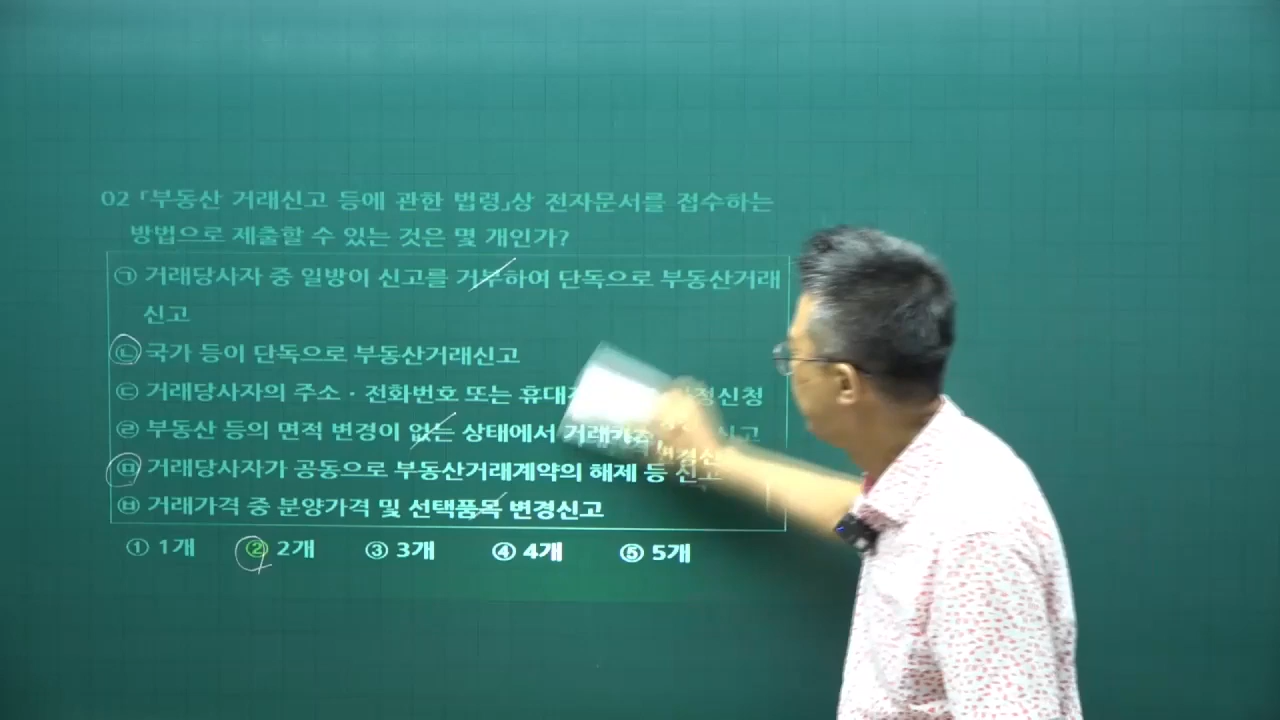 02 「부동산 거래신고 등에 관한 법령」상 전자문서를 접수하는
방법으로 제출할 수 있는 것은 몇 개인가?
㉠ 거래당사자 중 일방이 신고를 거부하여 단독으로 부동산거래
신고
㉡ 국가 등이 단독으로 부동산거래신고
㉢ 거래당사자의 주소 · 전화번호 또는 휴대
㉣ 부동산 등의 면적 변경이 없는 상태에서 신고
㉤ 거래당사자가 공동으로 부동산거래계약의 해제 등 신고
㉥ 거래가격 중 분양가격 및 선택품목 변경신고
① 1개 ② 2개 ③ 3개 ④ 4개 ⑤ 5개